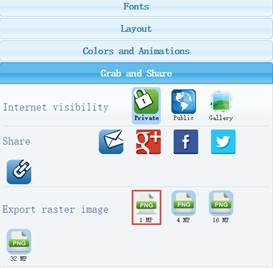 Fonts
Layout
Colors and Animations
Grab and Share
Internet visibility
Private Public Gallery
Share
g+ f
Export raster image
PNG PNG PNG
1 MP 4 MP 16 MP
PNG
32 MP